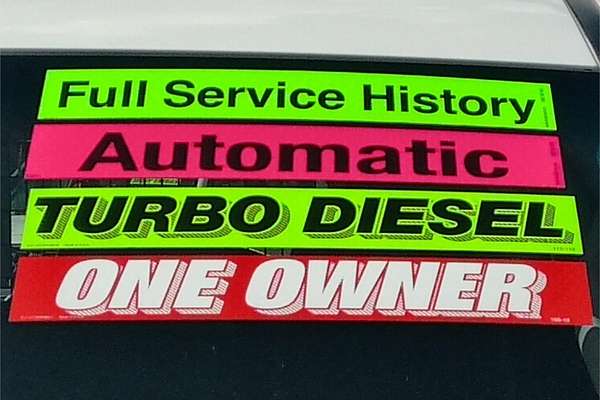 Full Service History
Automatic
TURBO DIESEL
ONE OWNER